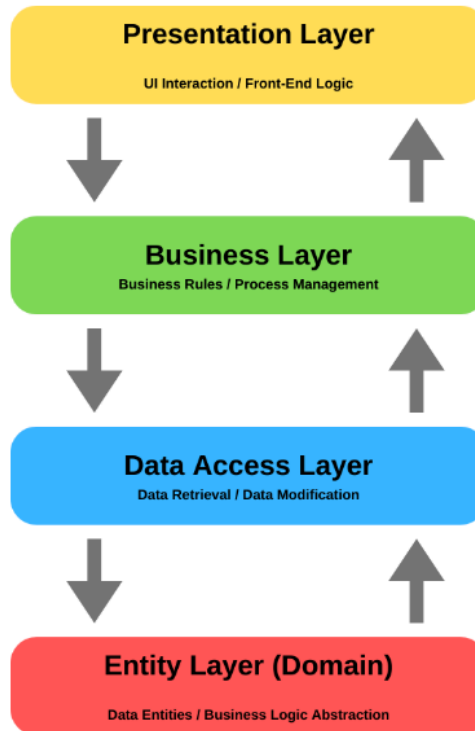 Presentation Layer
UI Interaction / Front-End Logic
Business Layer
Business Rules / Process Management
Data Access Layer
Data Retrieval / Data Modification
Entity Layer (Domain)
Data Entities / Business Logic Abstraction